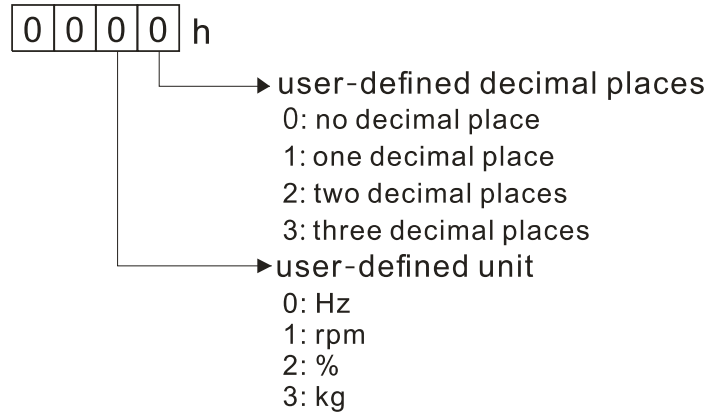 0 0 0 0 h
user-defined decimal places
0: no decimal place
1: one decimal place
2: two decimal places
3: three decimal places
user-defined unit
0: Hz
1: rpm
2: %
3: kg